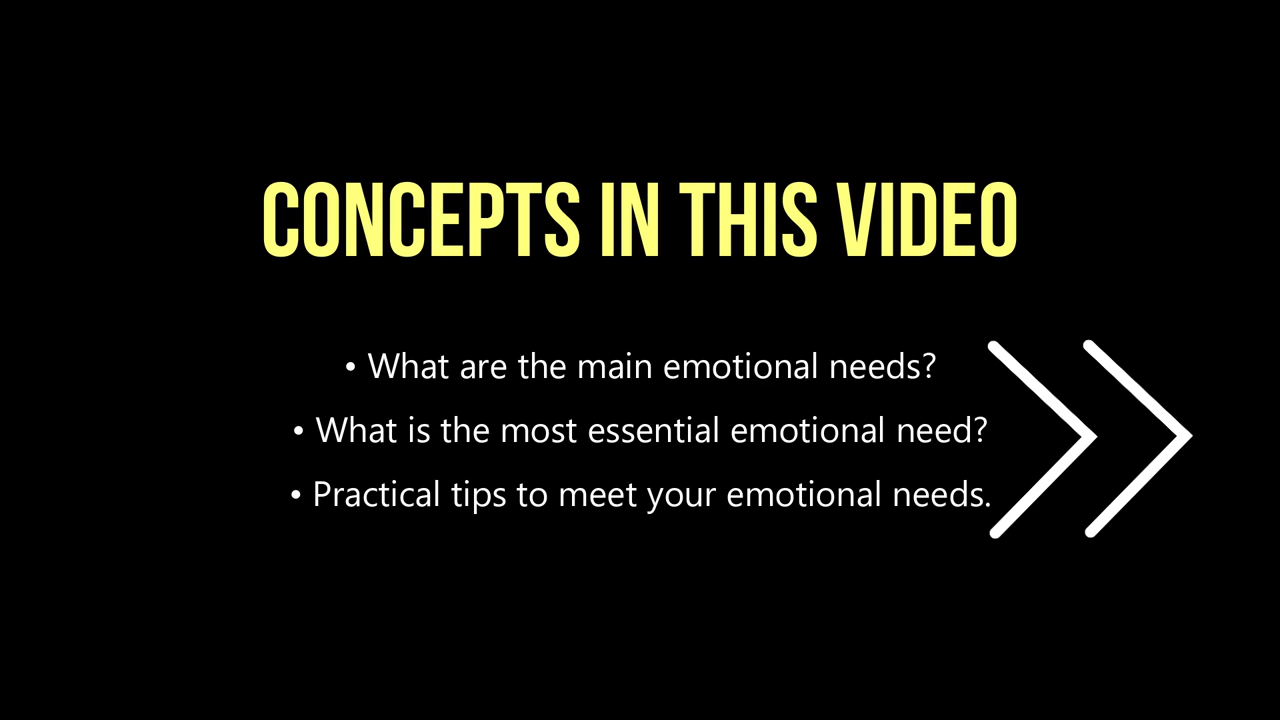 CONCEPTS IN THIS VIDEO
• What are the main emotional needs?
• What is the most essential emotional need?
• Practical tips to meet your emotional needs.